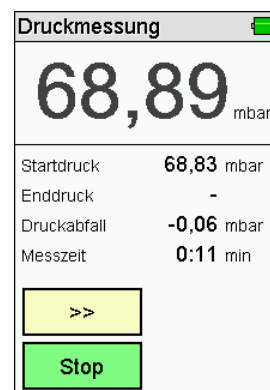 Druckmessung
68,89 mbar
Startdruck 68,83 mbar
Enddruck -
Druckabfall -0,06 mbar
Messzeit 0:11 min
>>
Stop